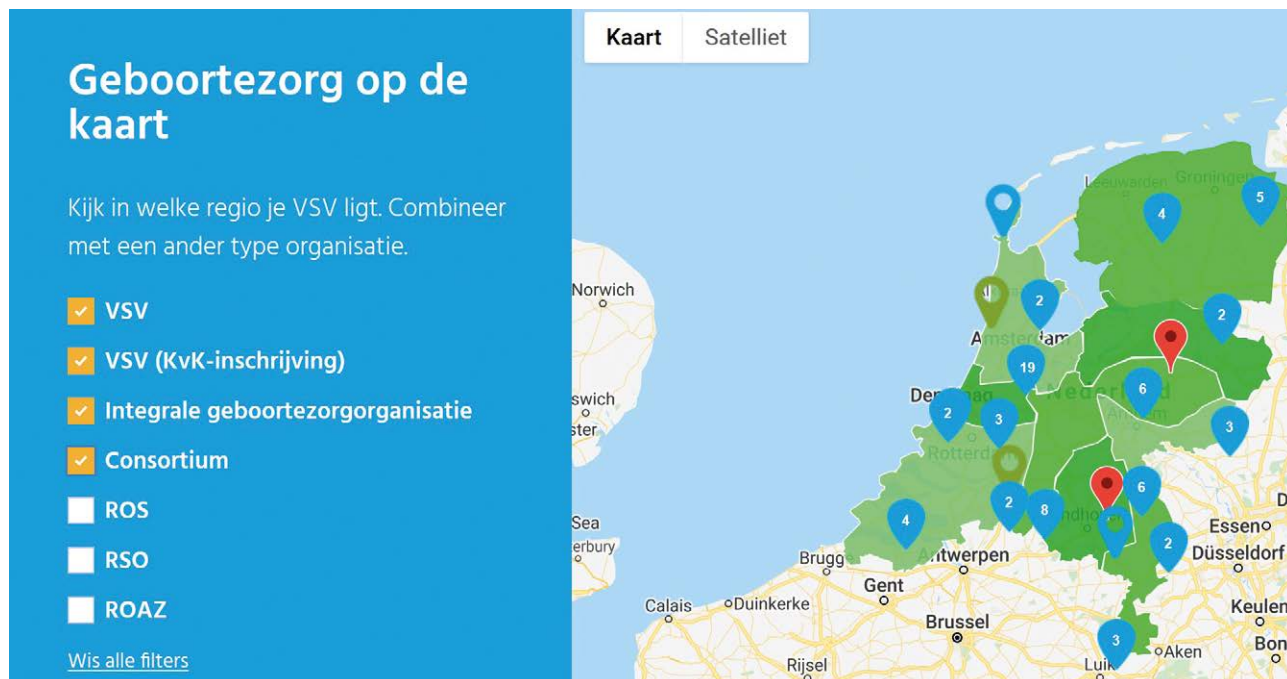 Geboortezorg op de
kaart
Kijk in welke regio je VSV ligt. Combineer
met een ander type organisatie.
VSV
VSV (KvK-inschrijving)
Integrale geboortezorgorganisatie
Consortium
ROS
RSO
ROAZ
Wis alle filters
Kaart
Satelliet
Leeuwarden
Groningen
5
4
Norwich
2
2
Amsterdam
19
6
Nederland
2
3
3
Rotterdam
6
2
8
4
2
Sea
Essen
Brugge
Antwerpen
Düsseldorf
Gent
Calais
Duinkerke
Keulen
Brussel
3
Aken
Rijsel